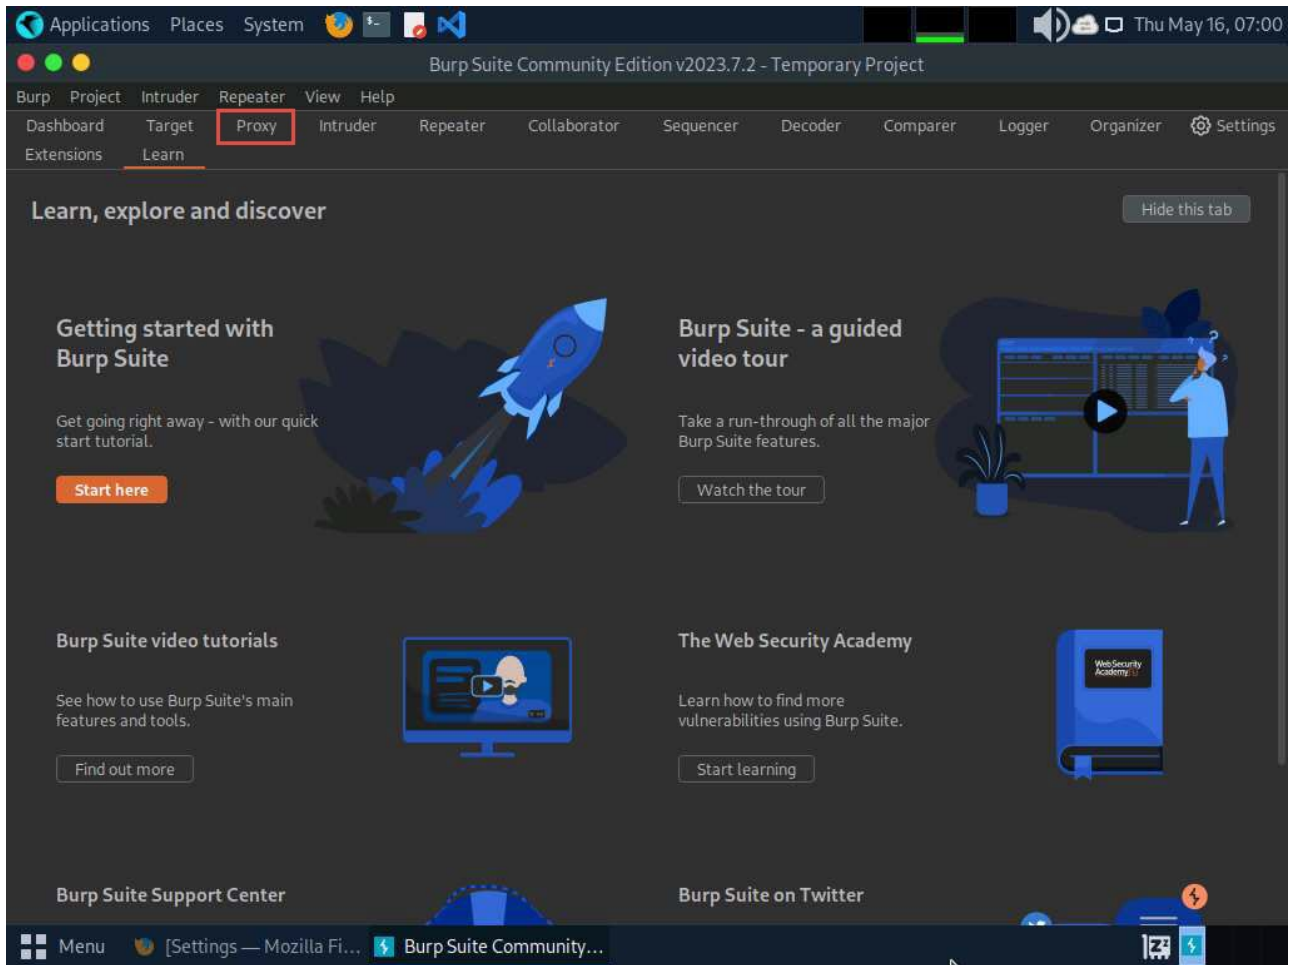 Applications Places System Thu May 16, 07:00
Burp Suite Community Edition v2023.7.2 - Temporary Project
Burp Project Intruder Repeater View Help
Dashboard Target Proxy Intruder Repeater Collaborator Sequencer Decoder Comparer Logger Organizer Settings
Extensions Learn
Learn, explore and discover
Hide this tab
Getting started with
Burp Suite
Get going right away - with our quick
start tutorial.
Start here
Burp Suite - a guided
video tour
Take a run-through of all the major
Burp Suite features.
Watch the tour
Burp Suite video tutorials
See how to use Burp Suite's main
features and tools.
Find out more
The Web Security Academy
Learn how to find more
vulnerabilities using Burp Suite.
Start learning
WebSecurity
Academy
Burp Suite Support Center
Burp Suite on Twitter
Menu [Settings — Mozilla Fi... Burp Suite Community...